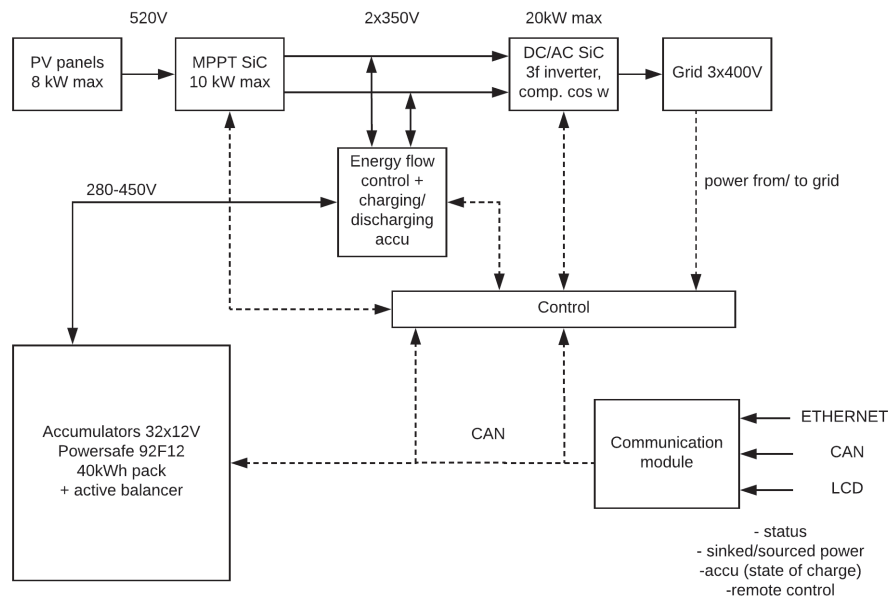 520V
2x350V
20kW max
PV panels
8 kW max
MPPT SiC
10 kW max
DC/AC SiC
3f inverter,
comp. cos w
Grid 3x400V
Energy flow
control +
charging/
discharging
accu
280-450V
power from/ to grid
Control
Accumulators 32x12V
Powersafe 92F12
40kWh pack
+ active balancer
CAN
Communication
module
ETHERNET
CAN
LCD
- status
- sinked/sourced power
-accu (state of charge)
-remote control